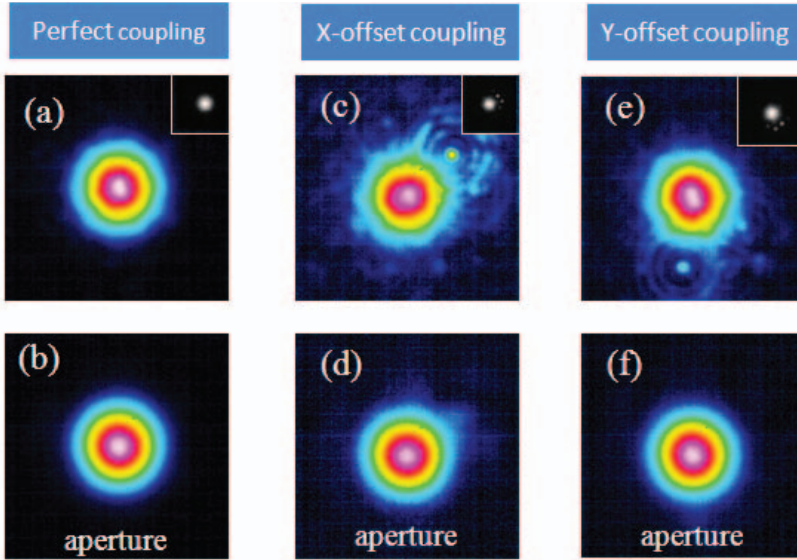 Perfect coupling
X-offset coupling
Y-offset coupling
(a)
(c)
(e)
(b)
(d)
(f)
aperture
aperture
aperture